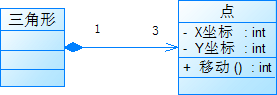 三角形
1
3
点
- X坐标 : int
- Y坐标 : int
+ 移动 () : int